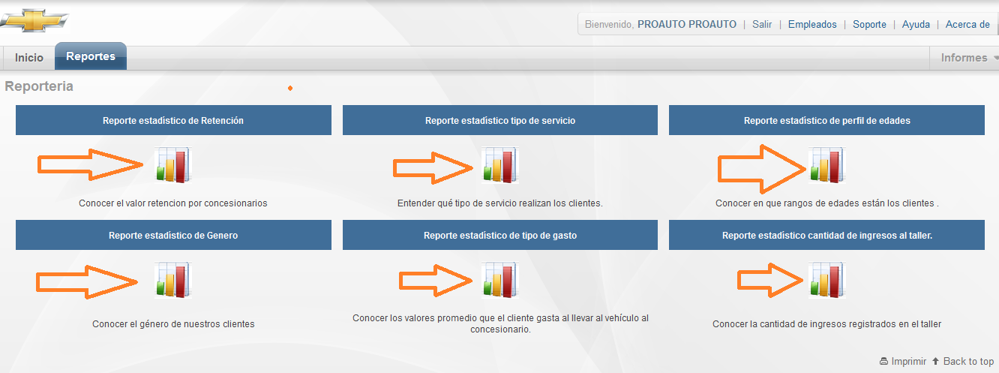 Bienvenido, PROAUTO PROAUTO | Salir | Empleados | Soporte | Ayuda | Acerca de
Inicio Reportes Informes
Reporteria
Reporte estadístico de Retención
Reporte estadístico tipo de servicio
Reporte estadístico de perfil de edades
Conocer el valor retencion por concesionarios
Entender qué tipo de servicio realizan los clientes.
Conocer en que rangos de edades están los clientes .
Reporte estadístico de Genero
Reporte estadístico de tipo de gasto
Reporte estadístico cantidad de ingresos al taller.
Conocer el género de nuestros clientes
Conocer los valores promedio que el cliente gasta al llevar al vehículo al
concesionario.
Conocer la cantidad de ingresos registrados en el taller
Imprimir Back to top